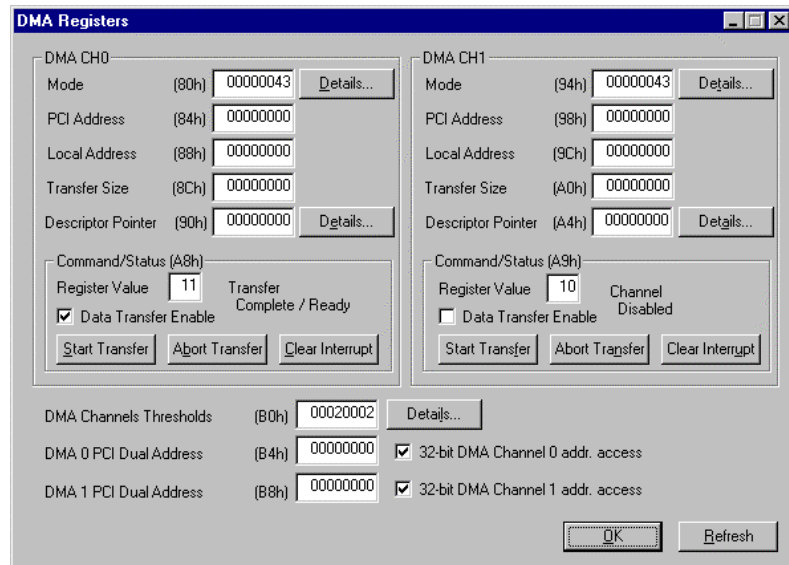 DMA Registers
DMA CH0
Mode (80h) 00000043 Details...
PCI Address (84h) 00000000
Local Address (88h) 00000000
Transfer Size (8Ch) 00000000
Descriptor Pointer (90h) 00000000 Details...
Command/Status (A8h)
Register Value 11 Transfer
Complete / Ready
Data Transfer Enable
Start Transfer Abort Transfer Clear Interrupt
DMA CH1
Mode (94h) 00000043 Details...
PCI Address (98h) 00000000
Local Address (9Ch) 00000000
Transfer Size (A0h) 00000000
Descriptor Pointer (A4h) 00000000 Details...
Command/Status (A9h)
Register Value 10 Channel
Disabled
Data Transfer Enable
Start Transfer Abort Transfer Clear Interrupt
DMA Channels Thresholds (B0h) 00020002 Details...
DMA 0 PCI Dual Address (B4h) 00000000 32-bit DMA Channel 0 addr. access
DMA 1 PCI Dual Address (B8h) 00000000 32-bit DMA Channel 1 addr. access
OK Refresh